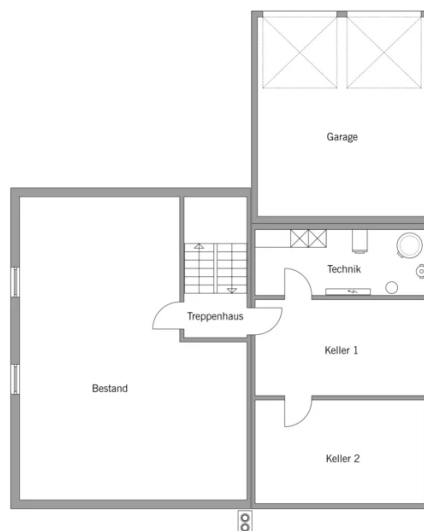 Garage
Technik
Treppenhaus
Keller 1
Bestand
Keller 2